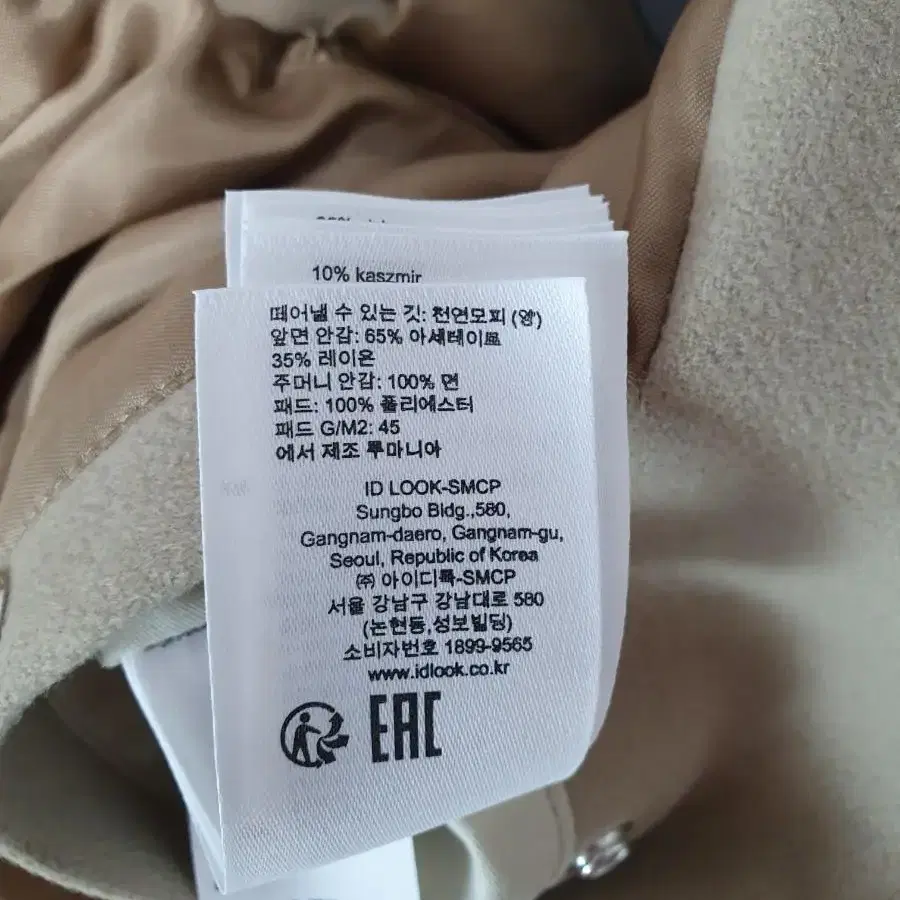 10% kaszmir
떼어낼 수 있는 깃: 천연모피 (양)
앞면 안감: 65% 아세테이트
35% 레이온
주머니 안감: 100% 면
패드: 100% 폴리에스터
패드 G/M2: 45
에서 제조 루마니아
ID LOOK-SMCP
Sungbo Bldg.,580,
Gangnam-daero, Gangnam-gu,
Seoul, Republic of Korea
㈜ 아이디룩-SMCP
서울 강남구 강남대로 580
(논현동,성보빌딩)
소비자번호 1899-9565
www.idlook.co.kr
EAC